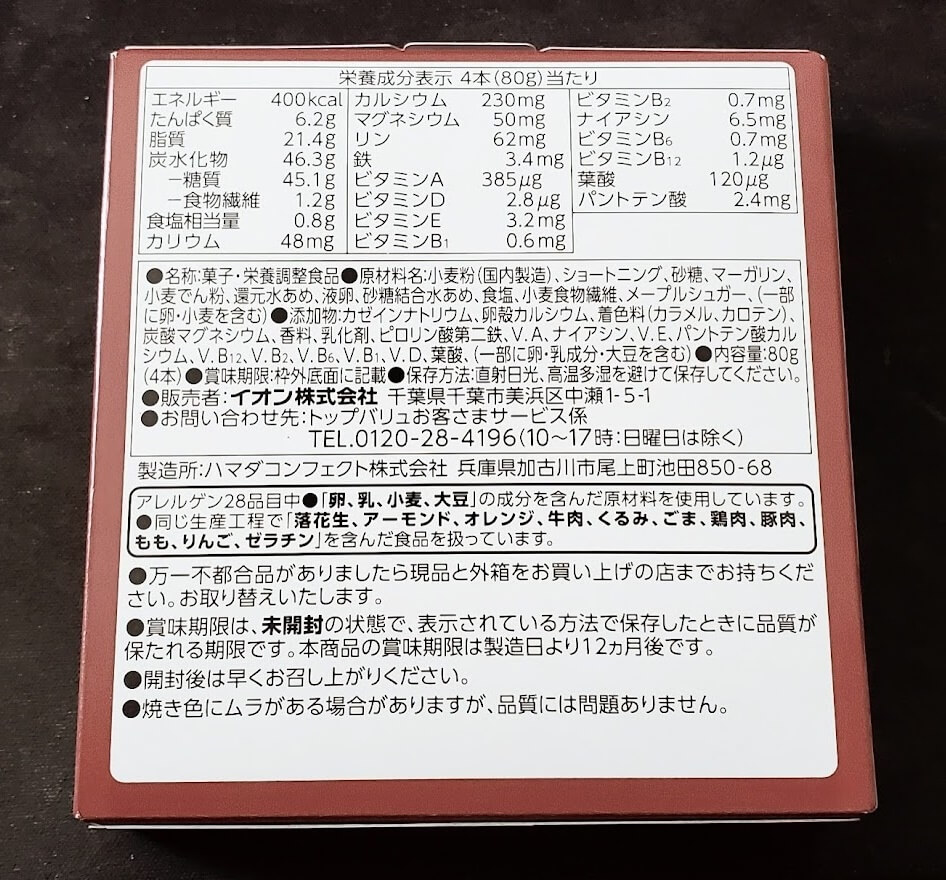 栄養成分表示 4本(80g)当たり
エネルギー 400kcal
たんぱく質 6.2g
脂質 21.4g
炭水化物 46.3g
－糖質 45.1g
－食物繊維 1.2g
食塩相当量 0.8g
カリウム 48mg
カルシウム 230mg
マグネシウム 50mg
リン 62mg
鉄 3.4mg
ビタミンA 385μg
ビタミンD 2.8μg
ビタミンE 3.2mg
ビタミンB1 0.6mg
ビタミンB2 0.7mg
ナイアシン 6.5mg
ビタミンB6 0.7mg
ビタミンB12 1.2μg
葉酸 120μg
パントテン酸 2.4mg
●名称:菓子・栄養調整食品●原材料名:小麦粉(国内製造)、ショートニング、砂糖、マーガリン、
小麦でん粉、還元水あめ、液卵、砂糖結合水あめ、食塩、小麦食物繊維、メープルシュガー、(一部
に卵・小麦を含む)●添加物:カゼインナトリウム、卵殻カルシウム、着色料(カラメル、カロテン)、
炭酸マグネシウム、香料、乳化剤、ピロリン酸第二鉄、V.A、ナイアシン、V.E、パントテン酸カル
シウム、V.B12、V.B2、V.B6、V.B1、V.D、葉酸、(一部に卵・乳成分・大豆を含む)●内容量:80g
(4本)●賞味期限:枠外底面に記載●保存方法:直射日光、高温多湿を避けて保存してください。
●販売者:イオン株式会社 千葉県千葉市美浜区中瀬1-5-1
●お問い合わせ先:トップバリュお客さまサービス係
TEL.0120-28-4196(10〜17時:日曜日は除く)
製造所:ハマダコンフェクト株式会社 兵庫県加古川市尾上町池田850-68
アレルゲン28品目中●「卵、乳、小麦、大豆」の成分を含んだ原材料を使用しています。
●同じ生産工程で「落花生、アーモンド、オレンジ、牛肉、くるみ、ごま、鶏肉、豚肉、
もも、りんご、ゼラチン」を含んだ食品を扱っています。
●万一不都合品がありましたら現品と外箱をお買い上げの店までお持ちくだ
さい。お取り替えいたします。
●賞味期限は、未開封の状態で、表示されている方法で保存したときに品質が
保たれる期限です。本商品の賞味期限は製造日より12ヵ月後です。
●開封後は早くお召し上がりください。
●焼き色にムラがある場合がありますが、品質には問題ありません。